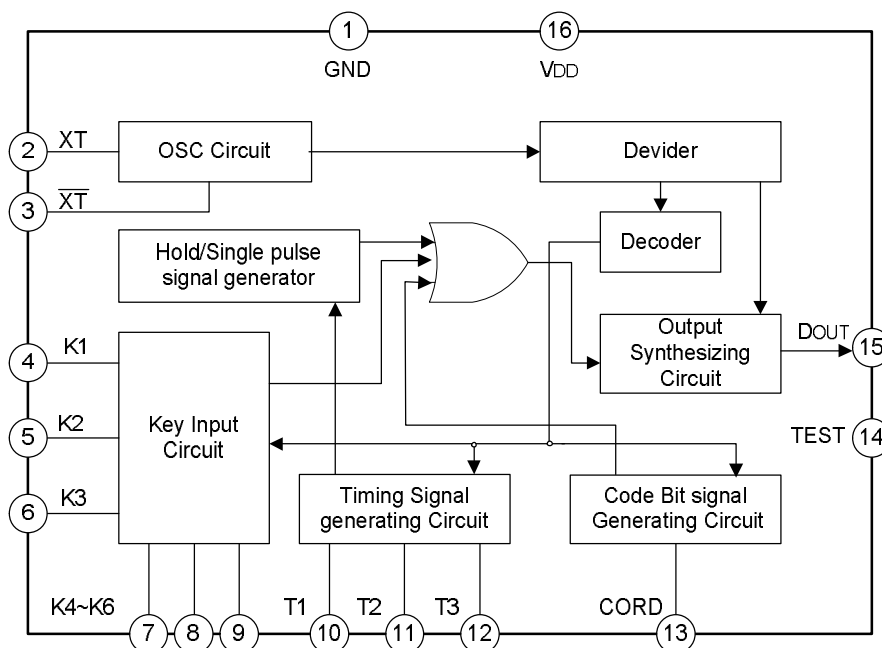 1
16
GND
VDD
2
XT
OSC Circuit
Devider
3
XT
Decoder
Hold/Single pulse
signal generator
Output
Synthesizing
Circuit
DOUT
15
4
K1
Key Input
Circuit
5
K2
TEST
14
6
K3
Timing Signal
generating Circuit
Code Bit signal
Generating Circuit
K4~K6
T1
T2
T3
CORD
7
8
9
10
11
12
13